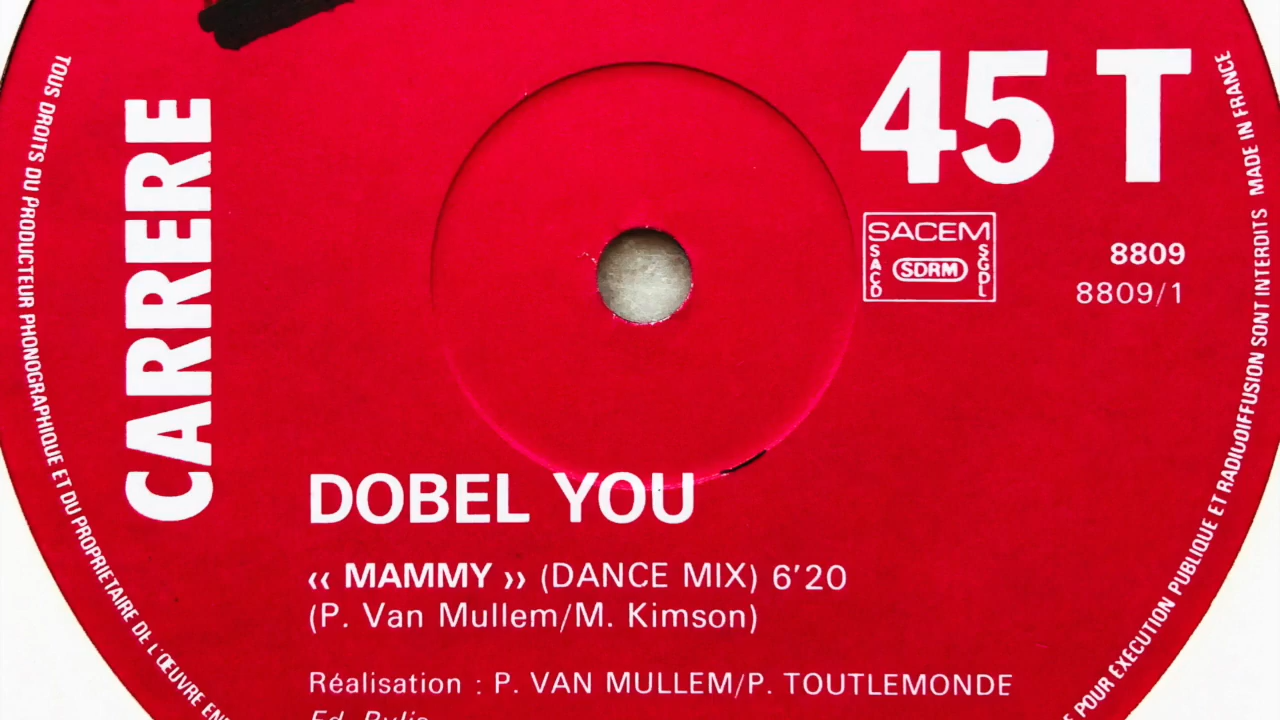 CARRERE
45 T
SACEM
SACD
SDRM
SGDL
8809
8809/1
DOBEL YOU
‹‹ MAMMY ›› (DANCE MIX) 6'20
(P. Van Mullem/M. Kimson)
Réalisation : P. VAN MULLEM/P. TOUTLEMONDE
TOUS DROITS DU PRODUCTEUR PHONOGRAPHIQUE ET DU PROPRIETAIRE DE L'ŒUVRE
POUR EXECUTION PUBLIQUE ET RADIODIFFUSION SONT INTERDITS MADE IN FRANCE